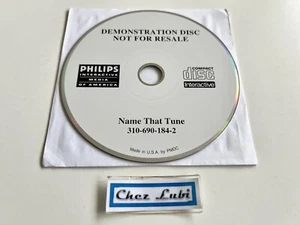 DEMONSTRATION DISC
NOT FOR RESALE
PHILIPS
INTERACTIVE
MEDIA
OF AMERICA
COMPACT
disc
Interactive
Name That Tune
310-690-184-2
Made in U.S.A. by PMDC
Chez Lubi